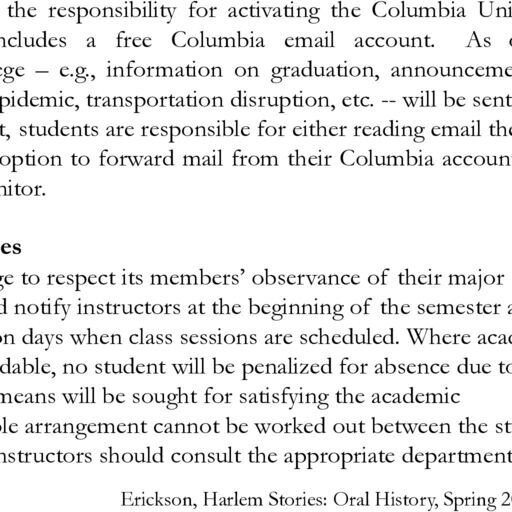 the responsibility for activating the Columbia Uni
ncludes a free Columbia email account. As o
ege – e.g., information on graduation, announceme
pidemic, transportation disruption, etc. -- will be sent
t, students are responsible for either reading email the
option to forward mail from their Columbia account
nitor.
es
ge to respect its members' observance of their major
d notify instructors at the beginning of the semester a
on days when class sessions are scheduled. Where acad
dable, no student will be penalized for absence due to
means will be sought for satisfying the academic
ble arrangement cannot be worked out between the st
nstructors should consult the appropriate department
Erickson, Harlem Stories: Oral History, Spring 20